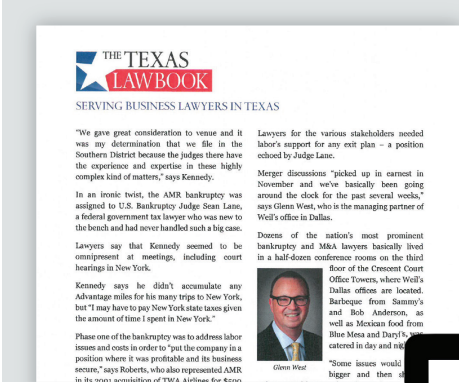 THE TEXAS
LAWBOOK
SERVING BUSINESS LAWYERS IN TEXAS
"We gave great consideration to venue and it
was my determination that we file in the
Southern District because the judges there have
the experience and expertise in these highly
complex kind of matters," says Kennedy.
In an ironic twist, the AMR bankruptcy was
assigned to U.S. Bankruptcy Judge Sean Lane,
a federal government tax lawyer who was new to
the bench and had never handled such a big case.
Lawyers say that Kennedy seemed to be
omnipresent at meetings, including court
hearings in New York.
Kennedy says he didn't accumulate any
Advantage miles for his many trips to New York,
but "I may have to pay New York state taxes given
the amount of time I spent in New York."
Phase one of the bankruptcy was to address labor
issues and costs in order to "put the company in a
position where it was profitable and its business
secure," says Roberts, who also represented AMR
in its 2001 acquisition of TWA Airlines for $500
Lawyers for the various stakeholders needed
labor's support for any exit plan – a position
echoed by Judge Lane.
Merger discussions "picked up in earnest in
November and we've basically been going
around the clock for the past several weeks,"
says Glenn West, who is the managing partner of
Weil's office in Dallas.
Dozens of the nation's most prominent
bankruptcy and M&A lawyers basically lived
in a half-dozen conference rooms on the third
floor of the Crescent Court
Office Towers, where Weil's
Dallas offices are located.
Barbeque from Sammy's
and Bob Anderson, as
well as Mexican food from
Blue Mesa and Daryl's, was
catered in day and
"Some issues would
bigger and then
Glenn West